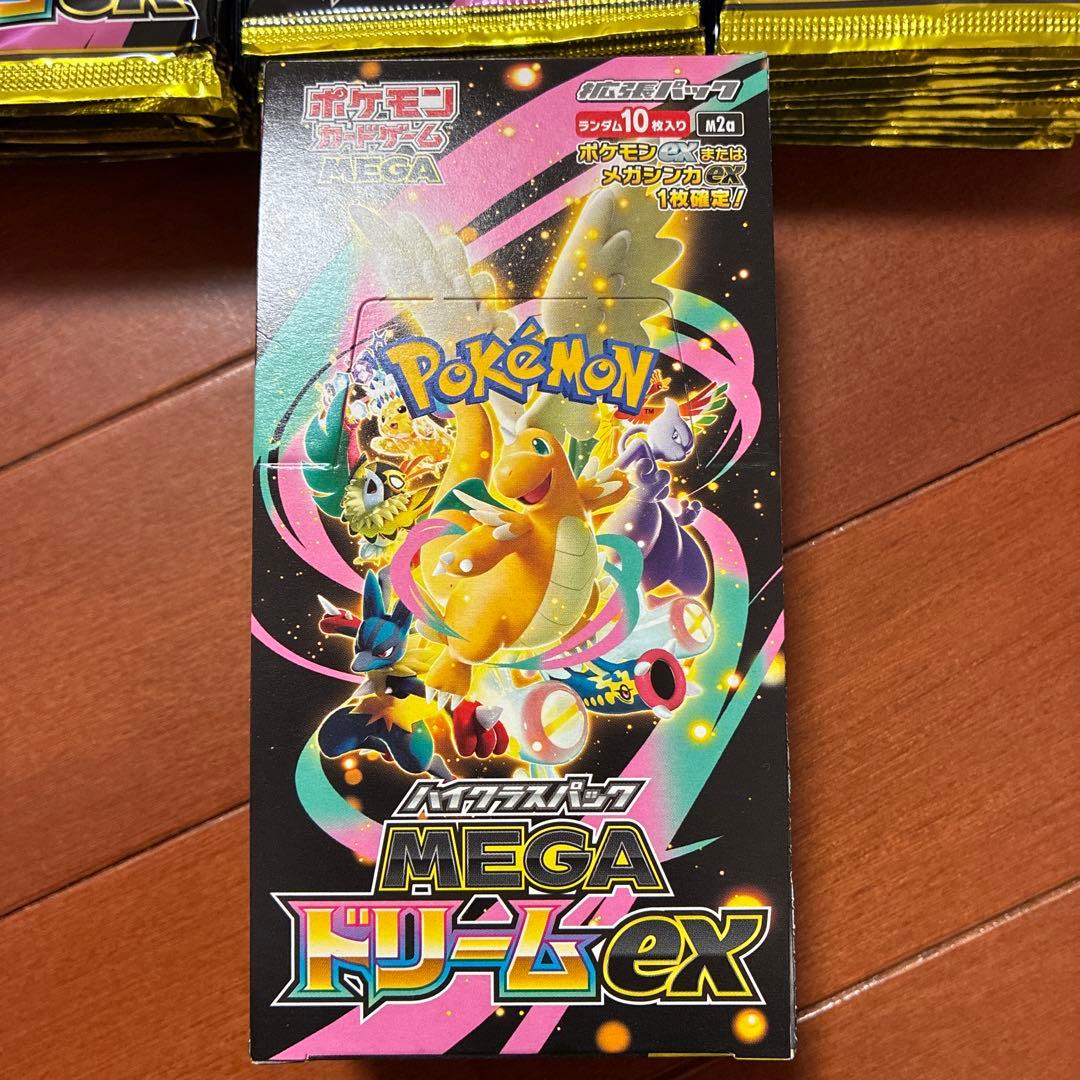 ex
ポケモン
カードゲーム
MEGA
拡張パック
ランダム10枚入り M2a
ポケモンexまたは
メガシンカex
1枚確定!
POKéMON
TM
ハイクラスパック
MEGA
ドリームex